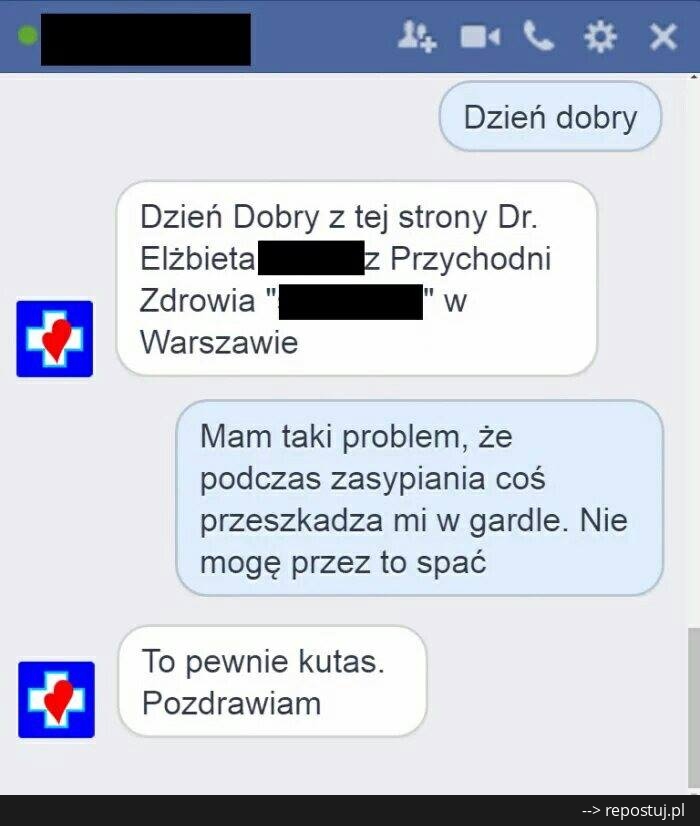 Dzień dobry
Dzień Dobry z tej strony Dr.
Elżbieta z Przychodni
Zdrowia " " w
Warszawie
Mam taki problem, że
podczas zasypiania coś
przeszkadza mi w gardle. Nie
mogę przez to spać
To pewnie kutas.
Pozdrawiam
--> repostuj.pl